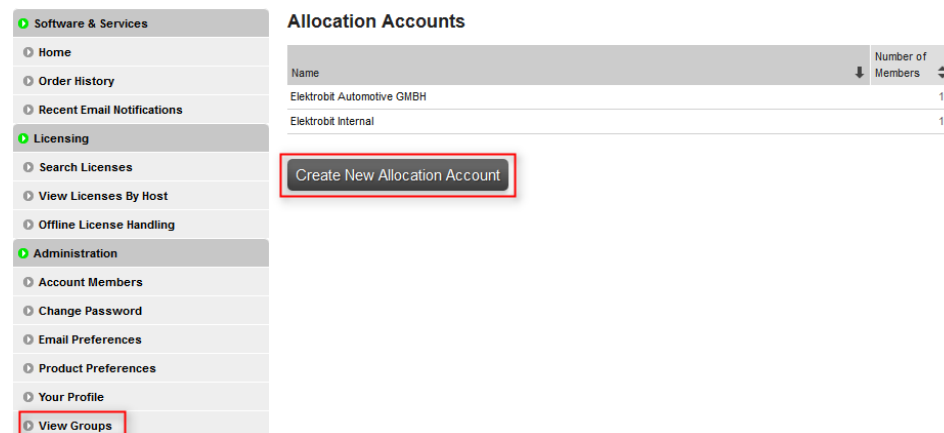 Software & Services
Home
Order History
Recent Email Notifications
Licensing
Search Licenses
View Licenses By Host
Offline License Handling
Administration
Account Members
Change Password
Email Preferences
Product Preferences
Your Profile
View Groups
Allocation Accounts
Name
Number of
Members
Elektrobit Automotive GMBH 1
Elektrobit Internal 1
Create New Allocation Account